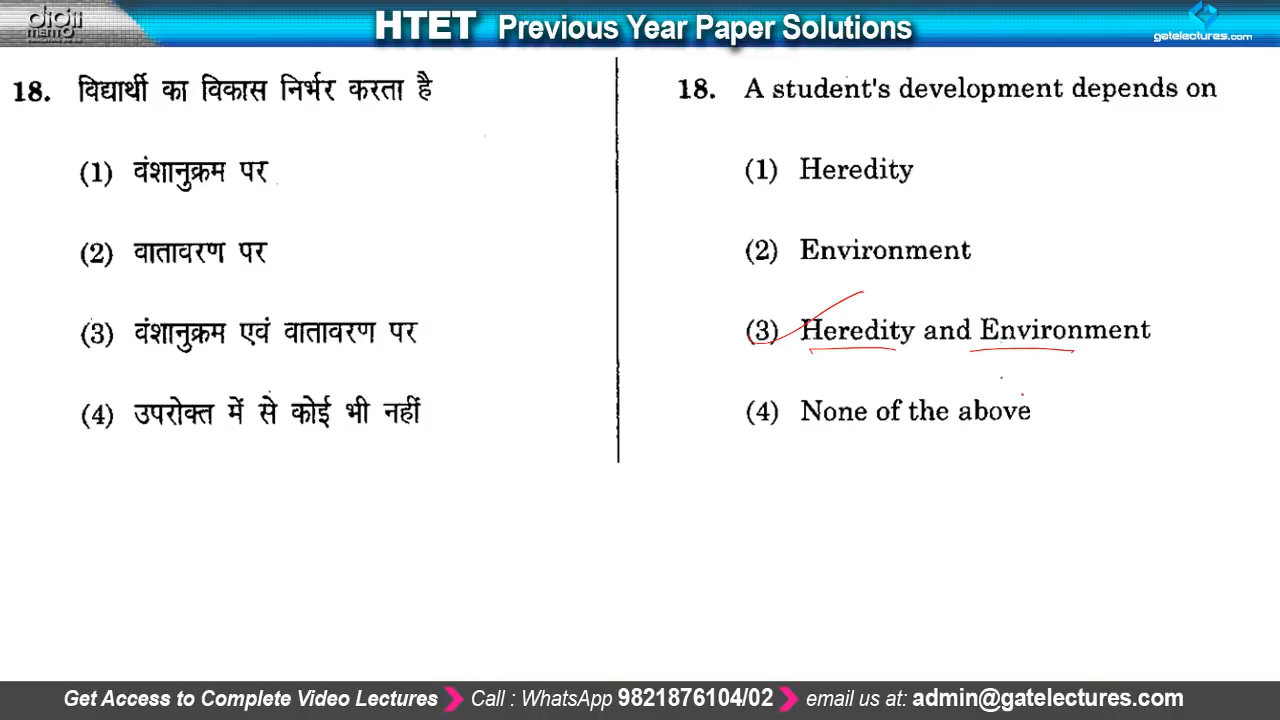 digii
MENTO
HTET Previous Year Paper Solutions
gatelectures.com
18. विद्यार्थी का विकास निर्भर करता है
(1) वंशानुक्रम पर
(2) वातावरण पर
(3) वंशानुक्रम एवं वातावरण पर
(4) उपरोक्त में से कोई भी नहीं
18. A student's development depends on
(1) Heredity
(2) Environment
(3) Heredity and Environment
(4) None of the above
Get Access to Complete Video Lectures Call : WhatsApp 9821876104/02 email us at: admin@gatelectures.com